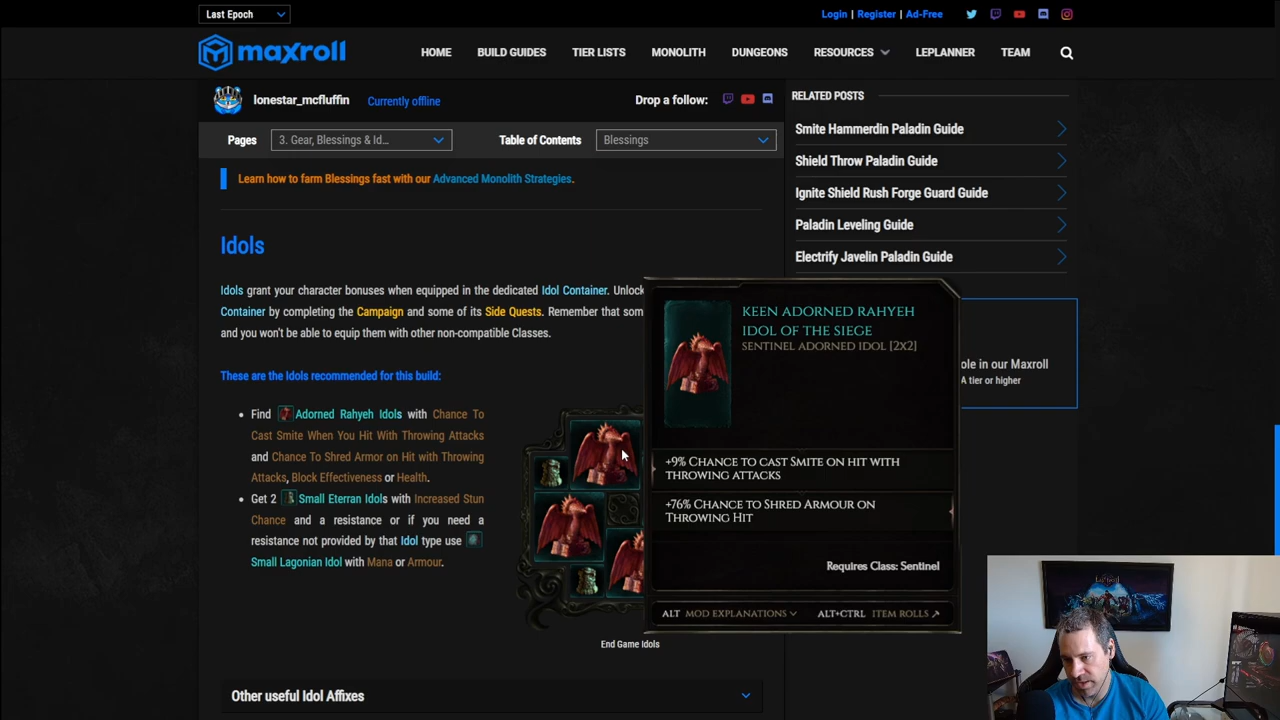 Last Epoch
Login | Register | Ad-Free
maxroll
HOME
BUILD GUIDES
TIER LISTS
MONOLITH
DUNGEONS
RESOURCES
LEPLANNER
TEAM
lonestar_mcfluffin
Currently offline
Drop a follow:
Pages
3. Gear, Blessings & Id...
Table of Contents
Blessings
Learn how to farm Blessings fast with our Advanced Monolith Strategies.
Idols
Idols grant your character bonuses when equipped in the dedicated Idol Container. Unlock
Container by completing the Campaign and some of its Side Quests. Remember that som
and you won't be able to equip them with other non-compatible Classes.
These are the Idols recommended for this build:
Find Adorned Rahyeh Idols with Chance To
Cast Smite When You Hit With Throwing Attacks
and Chance To Shred Armor on Hit with Throwing
Attacks, Block Effectiveness or Health.
Get 2 Small Eterran Idols with Increased Stun
Chance and a resistance or if you need a
resistance not provided by that Idol type use
Small Lagonian Idol with Mana or Armour.
End Game Idols
Other useful Idol Affixes
KEEN ADORNED RAHYEH
IDOL OF THE SIEGE
SENTINEL ADORNED IDOL [2X2]
+9% CHANCE TO CAST SMITE ON HIT WITH
THROWING ATTACKS
+76% CHANCE TO SHRED ARMOUR ON
THROWING HIT
Requires Class: Sentinel
ALT MOD EXPLANATIONS
ALT+CTRL ITEM ROLLS
RELATED POSTS
Smite Hammerdin Paladin Guide
Shield Throw Paladin Guide
Ignite Shield Rush Forge Guard Guide
Paladin Leveling Guide
Electrify Javelin Paladin Guide
ole in our Maxroll
A tier or higher